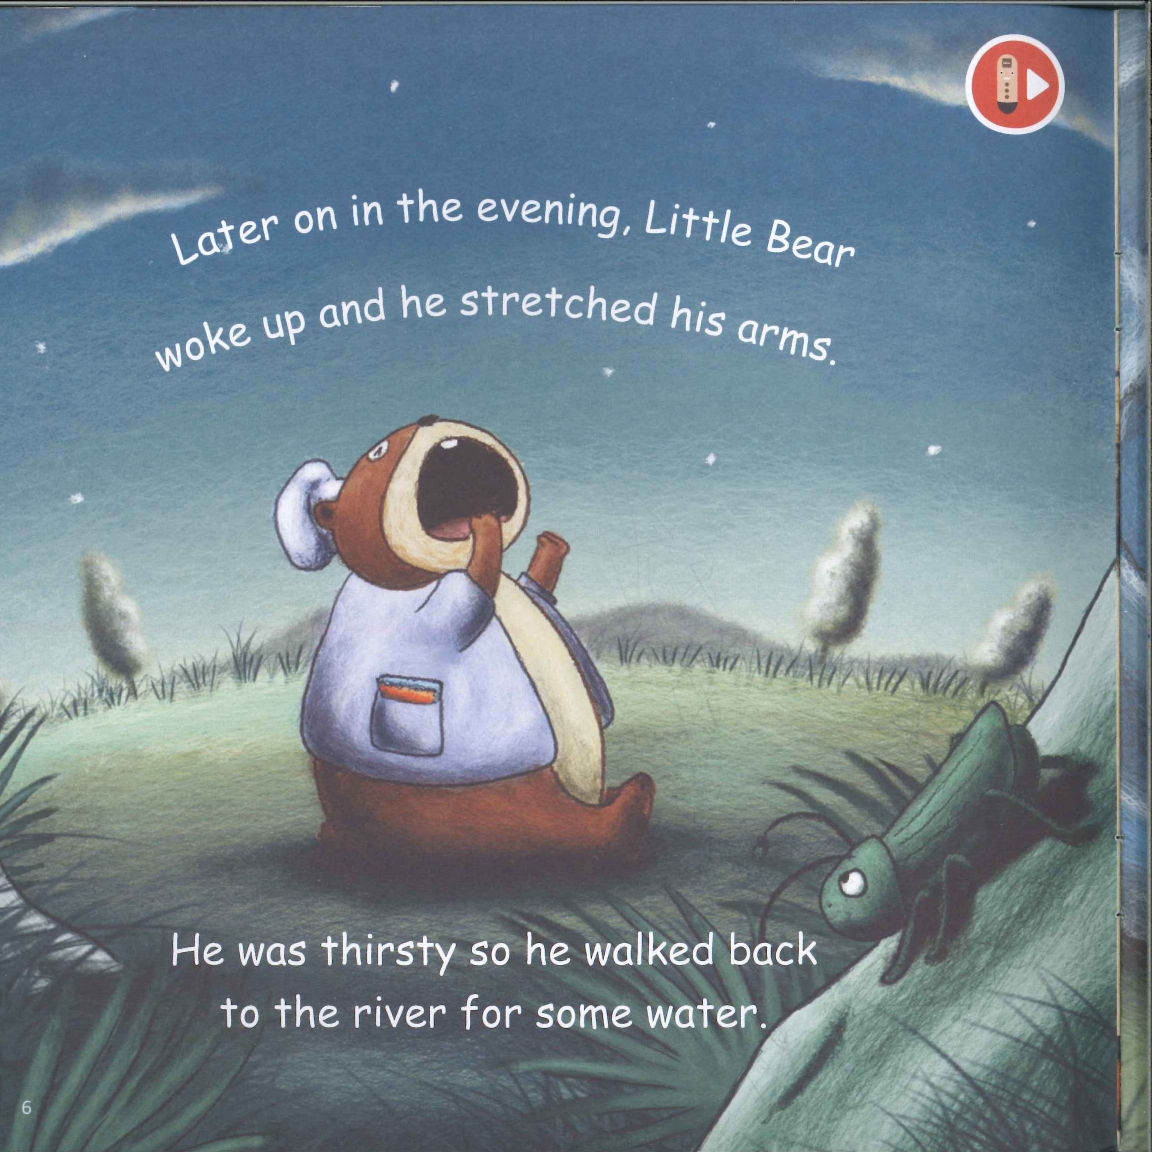 Later on in the evening, Little Bear
woke up and he stretched his arms.
He was thirsty so he walked back
to the river for some water.
6